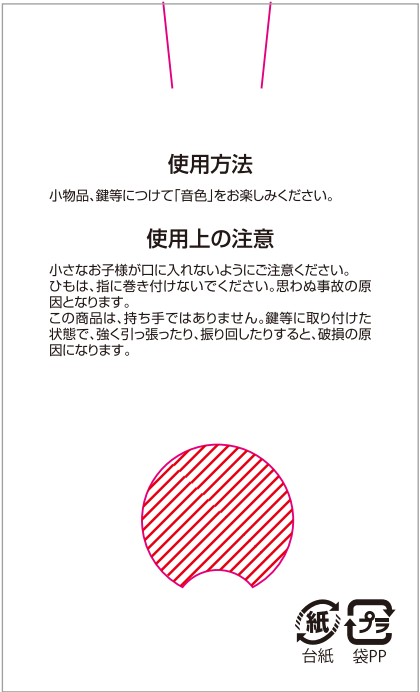 使用方法
小物品、鍵等につけて「音色」をお楽しみください。
使用上の注意
小さなお子様が口に入れないようにご注意ください。
ひもは、指に巻き付けないでください。思わぬ事故の原
因となります。
この商品は、持ち手ではありません。鍵等に取り付けた
状態で、強く引っ張ったり、振り回したりすると、破損の原
因になります。
紙 プラ
台紙 袋PP